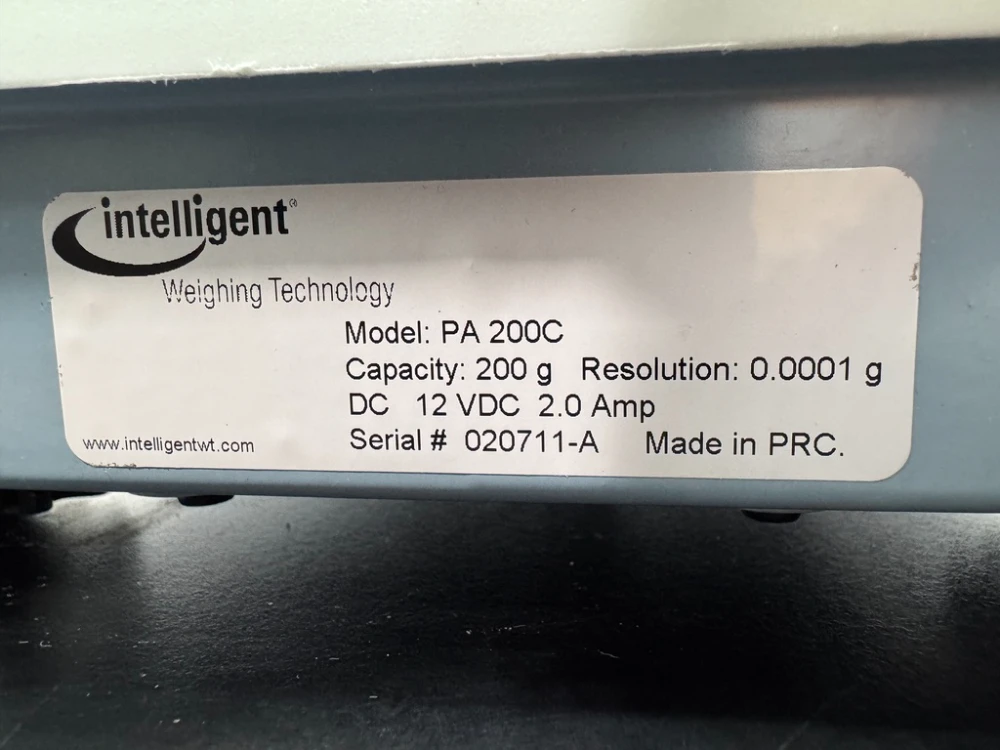 intelligent®
Weighing Technology
Model: PA 200C
Capacity: 200 g Resolution: 0.0001 g
DC 12 VDC 2.0 Amp
Serial # 020711-A Made in PRC.
www.intelligentwt.com